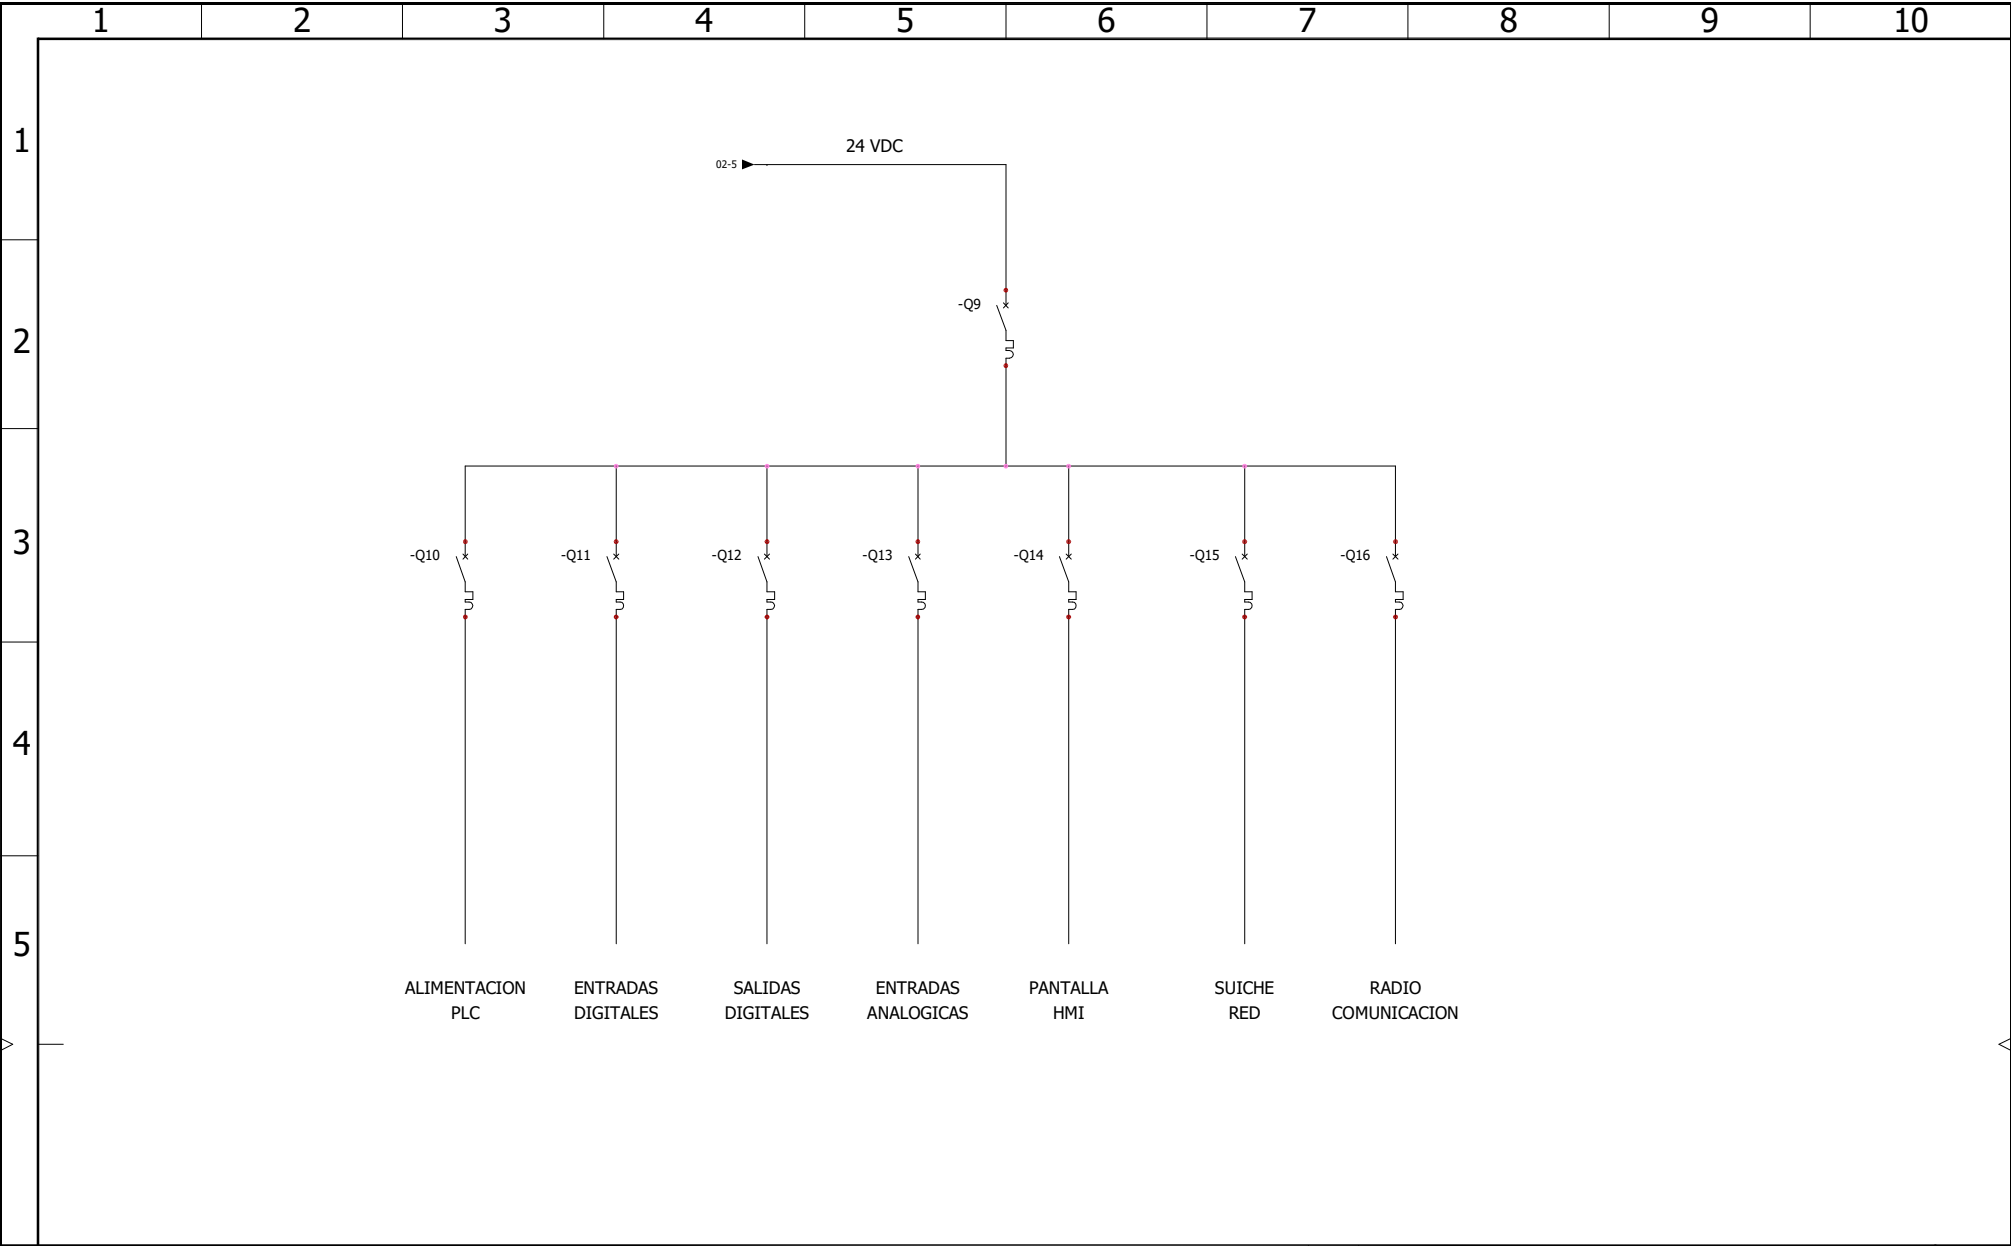 1 2 3 4 5 6 7 8 9 10
1
24 VDC
02-5
-Q9
2
3
-Q10 -Q11 -Q12 -Q13 -Q14 -Q15 -Q16
4
5
ALIMENTACION ENTRADAS SALIDAS ENTRADAS PANTALLA SUICHE RADIO
PLC DIGITALES DIGITALES ANALOGICAS HMI RED COMUNICACION